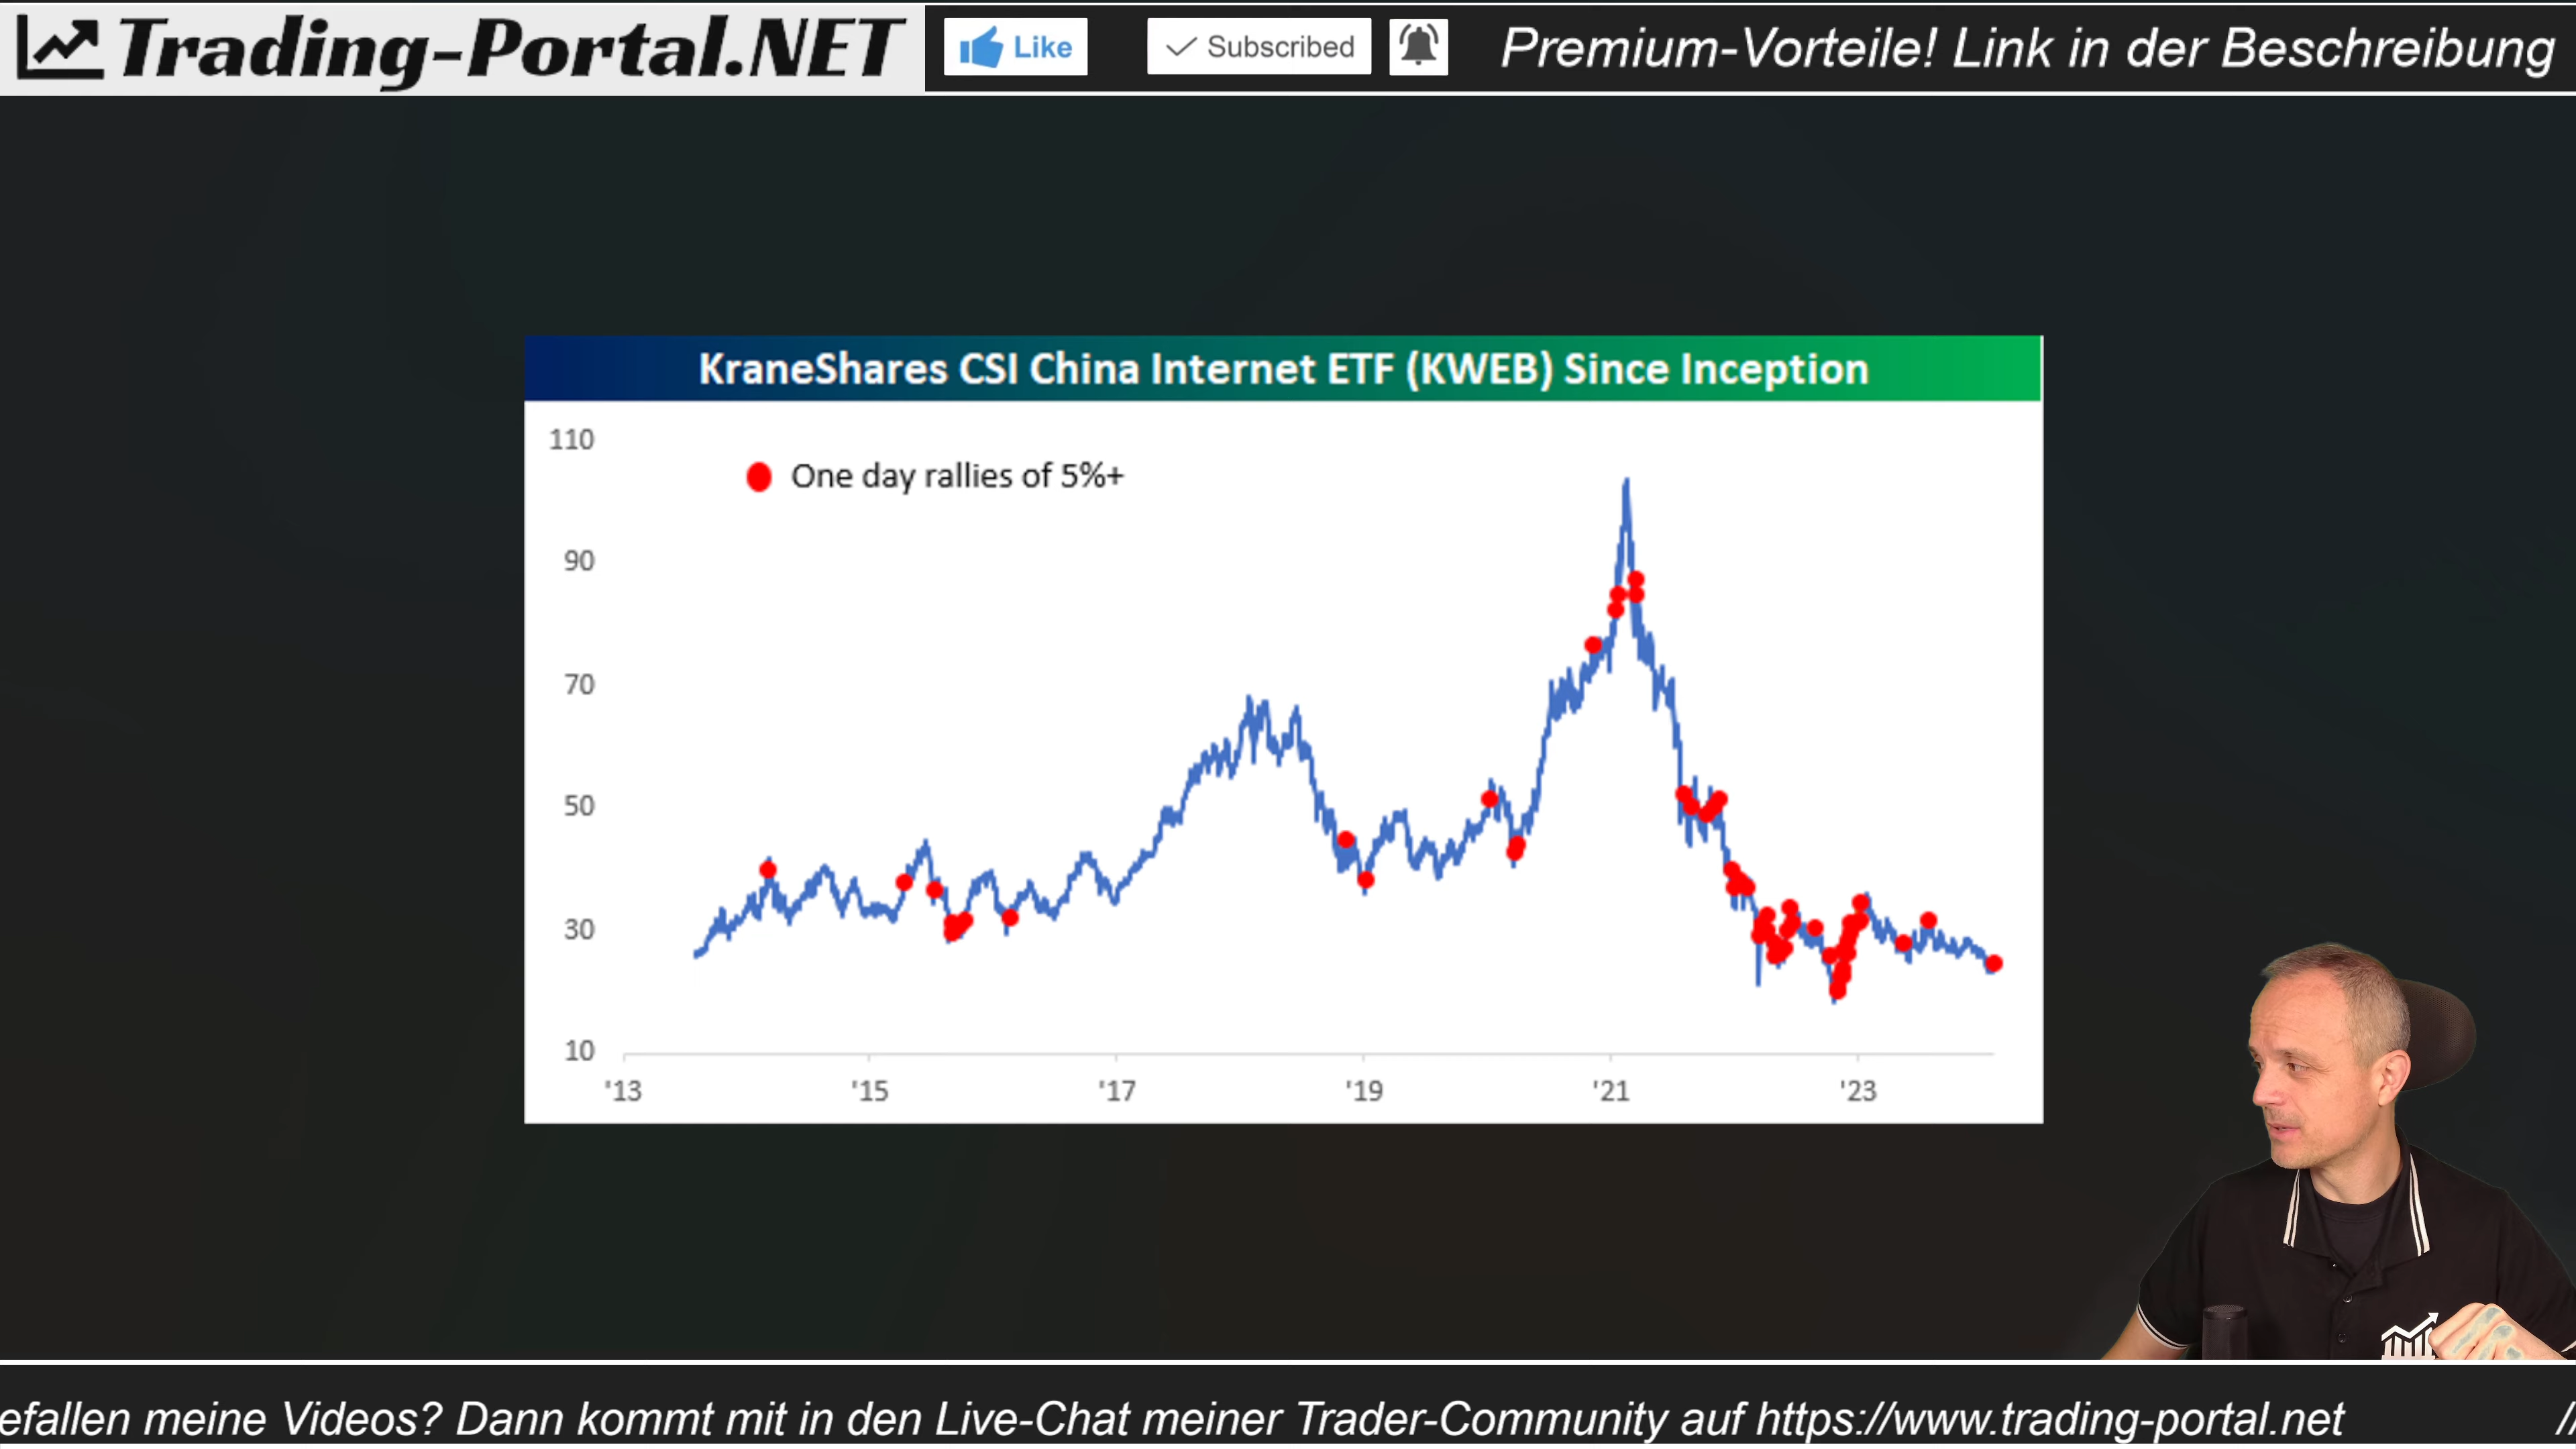 Trading-Portal.NET
Like
Subscribed
Premium-Vorteile! Link in der Beschreibung
KraneShares CSI China Internet ETF (KWEB) Since Inception
One day rallies of 5%+
110
90
70
50
30
10
'13 '15 '17 '19 '21 '23
efallen meine Videos? Dann kommt mit in den Live-Chat meiner Trader-Community auf https://www.trading-portal.net //